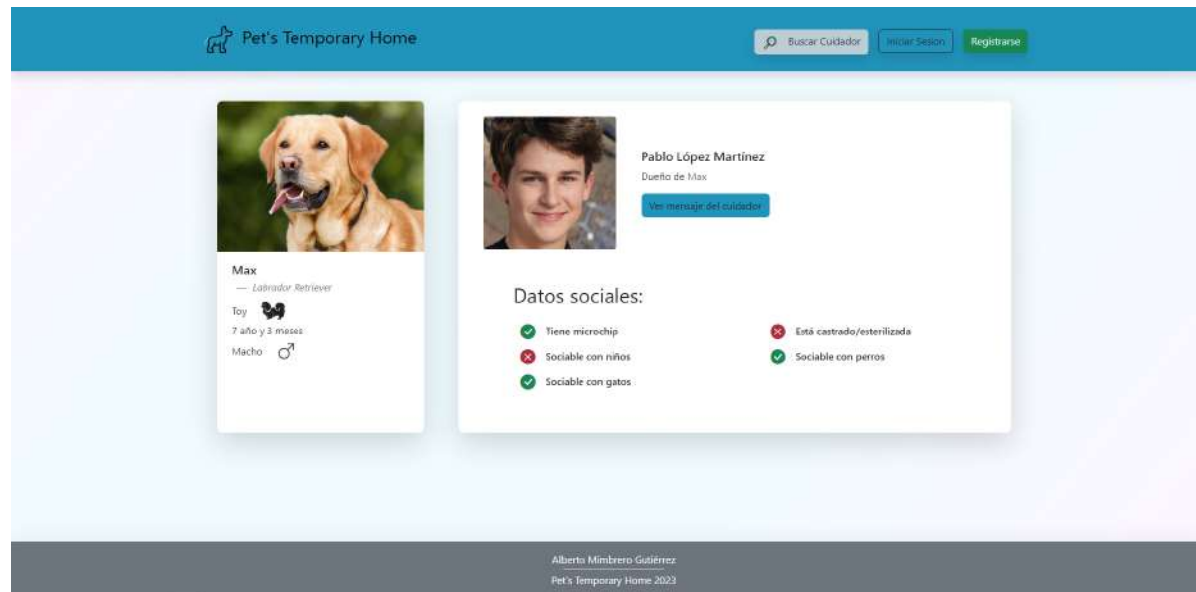 Pet's Temporary Home
Buscar Cuidador
Iniciar Sesion
Registrarse
Max
— Labrador Retriever
Toy
7 año y 3 meses
Macho
Pablo López Martínez
Dueño de Max
Ver mensaje del cuidador
Datos sociales:
Tiene microchip
Está castrado/esterilizada
Sociable con niños
Sociable con perros
Sociable con gatos
Alberto Mimbrero Gutiérrez
Pet's Temporary Home 2023